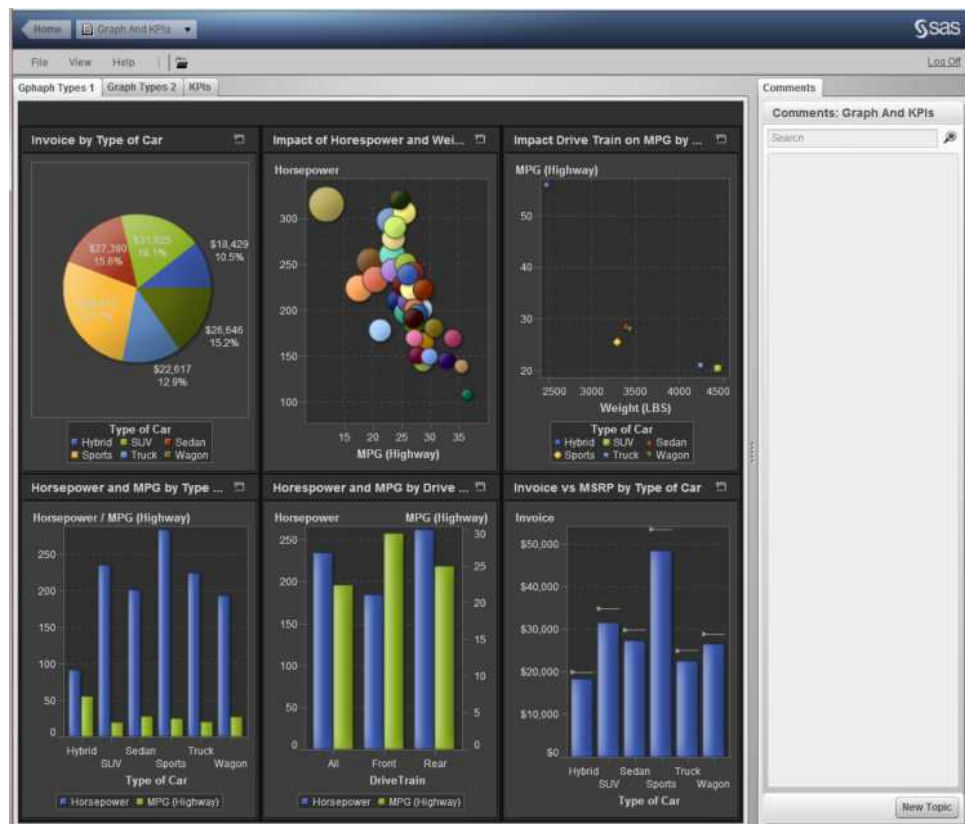 Home
Graph And KPIs
sas
File View Help
Log Off
Gphaph Types 1
Graph Types 2
KPIs
Comments
Comments: Graph And KPIs
Search
Invoice by Type of Car
$18,429
10.5%
15.6%
18.1%
$26,646
15.2%
$22,617
12.9%
Type of Car
Hybrid SUV Sedan
Sports Truck Wagon
Impact of Horespower and Wei...
Horsepower
300
250
200
150
100
15 20 25 30 35
MPG (Highway)
Impact Drive Train on MPG by ...
MPG (Highway)
50
40
30
20
2500 3000 3500 4000 4500
Weight (LBS)
Type of Car
Hybrid SUV Sedan
Sports Truck Wagon
Horsepower and MPG by Type ...
Horsepower / MPG (Highway)
250
200
150
100
50
0
Hybrid Sedan Truck
SUV Sports Wagon
Type of Car
Horsepower MPG (Highway)
Horespower and MPG by Drive ...
Horsepower MPG (Highway)
250
200
150
100
50
0
30
25
20
15
10
5
0
All Front Rear
DriveTrain
Horsepower MPG (Highway)
Invoice vs MSRP by Type of Car
Invoice
$50,000
$40,000
$30,000
$20,000
$10,000
$0
Hybrid Sedan Truck
SUV Sports Wagon
Type of Car
New Topic